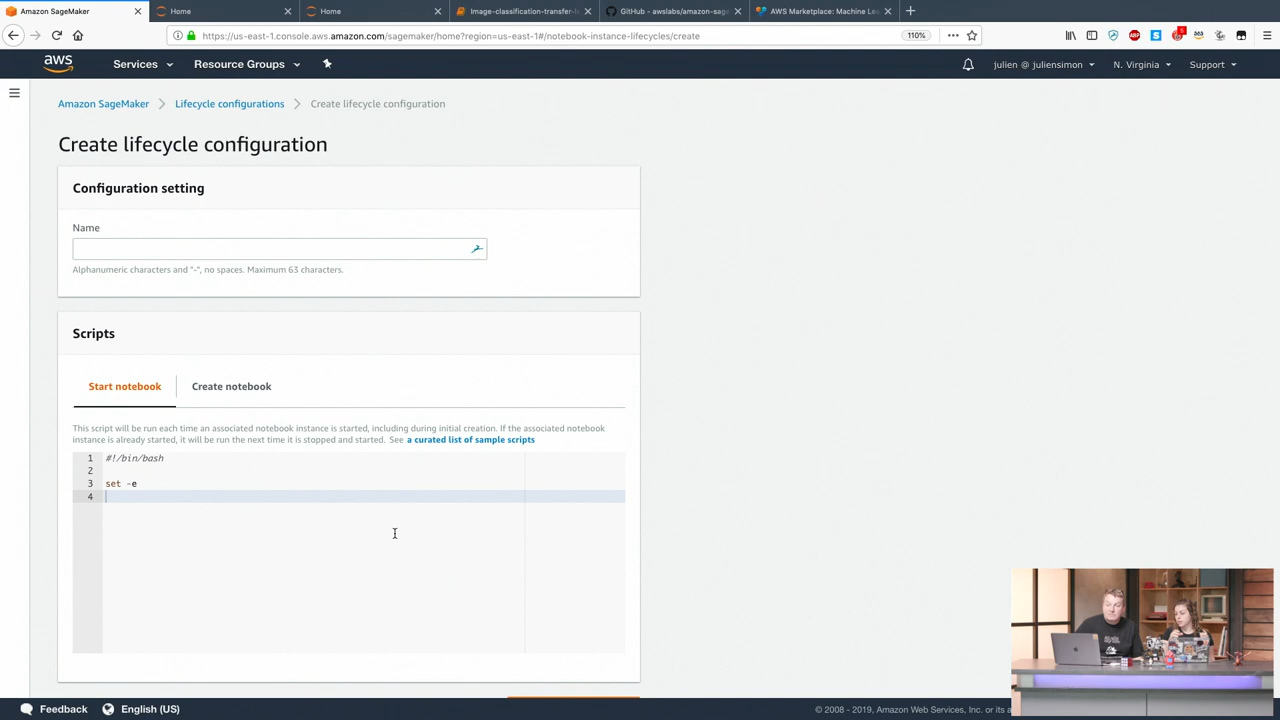 Amazon SageMaker
Home
Home
Image-classification-transfer-l
GitHub - awslabs/amazon-sage
AWS Marketplace: Machine Le
https://us-east-1.console.aws.amazon.com/sagemaker/home?region=us-east-1#/notebook-instance-lifecycles/create
110%
aws
Services
Resource Groups
julien @ juliensimon
N. Virginia
Support
Amazon SageMaker
Lifecycle configurations
Create lifecycle configuration
Create lifecycle configuration
Configuration setting
Name
Alphanumeric characters and "-", no spaces. Maximum 63 characters.
Scripts
Start notebook
Create notebook
This script will be run each time an associated notebook instance is started, including during initial creation. If the associated notebook
instance is already started, it will be run the next time it is stopped and started. See a curated list of sample scripts
1 #!/bin/bash
2
3 set -e
4
Feedback
English (US)
© 2008 - 2019, Amazon Web Services, Inc. or its a